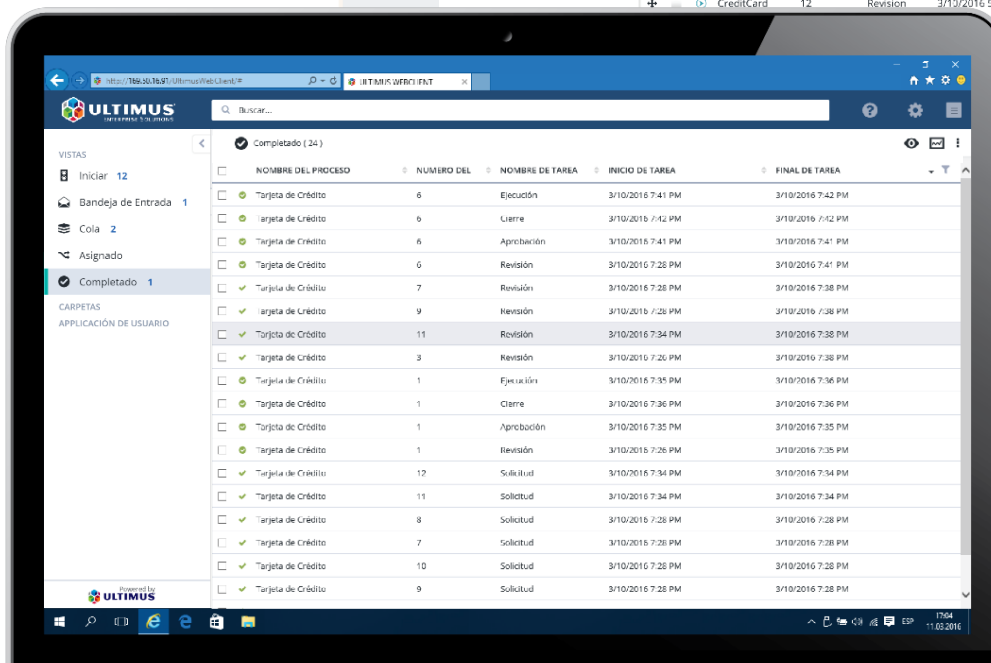 CreditCard 12 Revision 3/10/2016
http://169.50.16.91/UltimusWebClient/# ULTIMUS WEBCLIENT
ULTIMUS
ENTERPRISE SOLUTIONS
Buscar...
Completado ( 24 )
VISTAS
Iniciar 12
Bandeja de Entrada 1
Cola 2
Asignado
Completado 1
CARPETAS
APPLICACIÓN DE USUARIO
NOMBRE DEL PROCESO NUMERO DEL NOMBRE DE TAREA INICIO DE TAREA FINAL DE TAREA
Tarjeta de Crédito 6 Ejecución 3/10/2016 7:41 PM 3/10/2016 7:42 PM
Tarjeta de Crédito 6 Cierre 3/10/2016 7:42 PM 3/10/2016 7:42 PM
Tarjeta de Crédito 6 Aprobación 3/10/2016 7:41 PM 3/10/2016 7:41 PM
Tarjeta de Crédito 6 Revisión 3/10/2016 7:28 PM 3/10/2016 7:41 PM
Tarjeta de Crédito 7 Revisión 3/10/2016 7:28 PM 3/10/2016 7:38 PM
Tarjeta de Crédito 9 Revisión 3/10/2016 7:28 PM 3/10/2016 7:38 PM
Tarjeta de Crédito 11 Revisión 3/10/2016 7:34 PM 3/10/2016 7:38 PM
Tarjeta de Crédito 3 Revisión 3/10/2016 7:26 PM 3/10/2016 7:38 PM
Tarjeta de Crédito 1 Ejecución 3/10/2016 7:35 PM 3/10/2016 7:36 PM
Tarjeta de Crédito 1 Cierre 3/10/2016 7:36 PM 3/10/2016 7:36 PM
Tarjeta de Crédito 1 Aprobación 3/10/2016 7:35 PM 3/10/2016 7:35 PM
Tarjeta de Crédito 1 Revisión 3/10/2016 7:26 PM 3/10/2016 7:35 PM
Tarjeta de Crédito 12 Solicitud 3/10/2016 7:34 PM 3/10/2016 7:34 PM
Tarjeta de Crédito 11 Solicitud 3/10/2016 7:34 PM 3/10/2016 7:34 PM
Tarjeta de Crédito 8 Solicitud 3/10/2016 7:28 PM 3/10/2016 7:28 PM
Tarjeta de Crédito 7 Solicitud 3/10/2016 7:28 PM 3/10/2016 7:28 PM
Tarjeta de Crédito 10 Solicitud 3/10/2016 7:28 PM 3/10/2016 7:28 PM
Tarjeta de Crédito 9 Solicitud 3/10/2016 7:28 PM 3/10/2016 7:28 PM
Powered by
ULTIMUS
ESP 17:04
11.03.2016